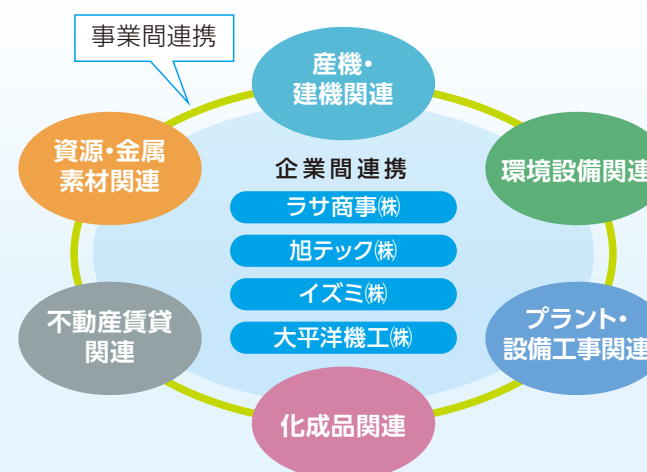 事業間連携
産機・
建機関連
資源・金属
素材関連
環境設備関連
企業間連携
ラサ商事㈱
旭テック㈱
イズミ㈱
大平洋機工㈱
不動産賃貸
関連
プラント・
設備工事関連
化成品関連